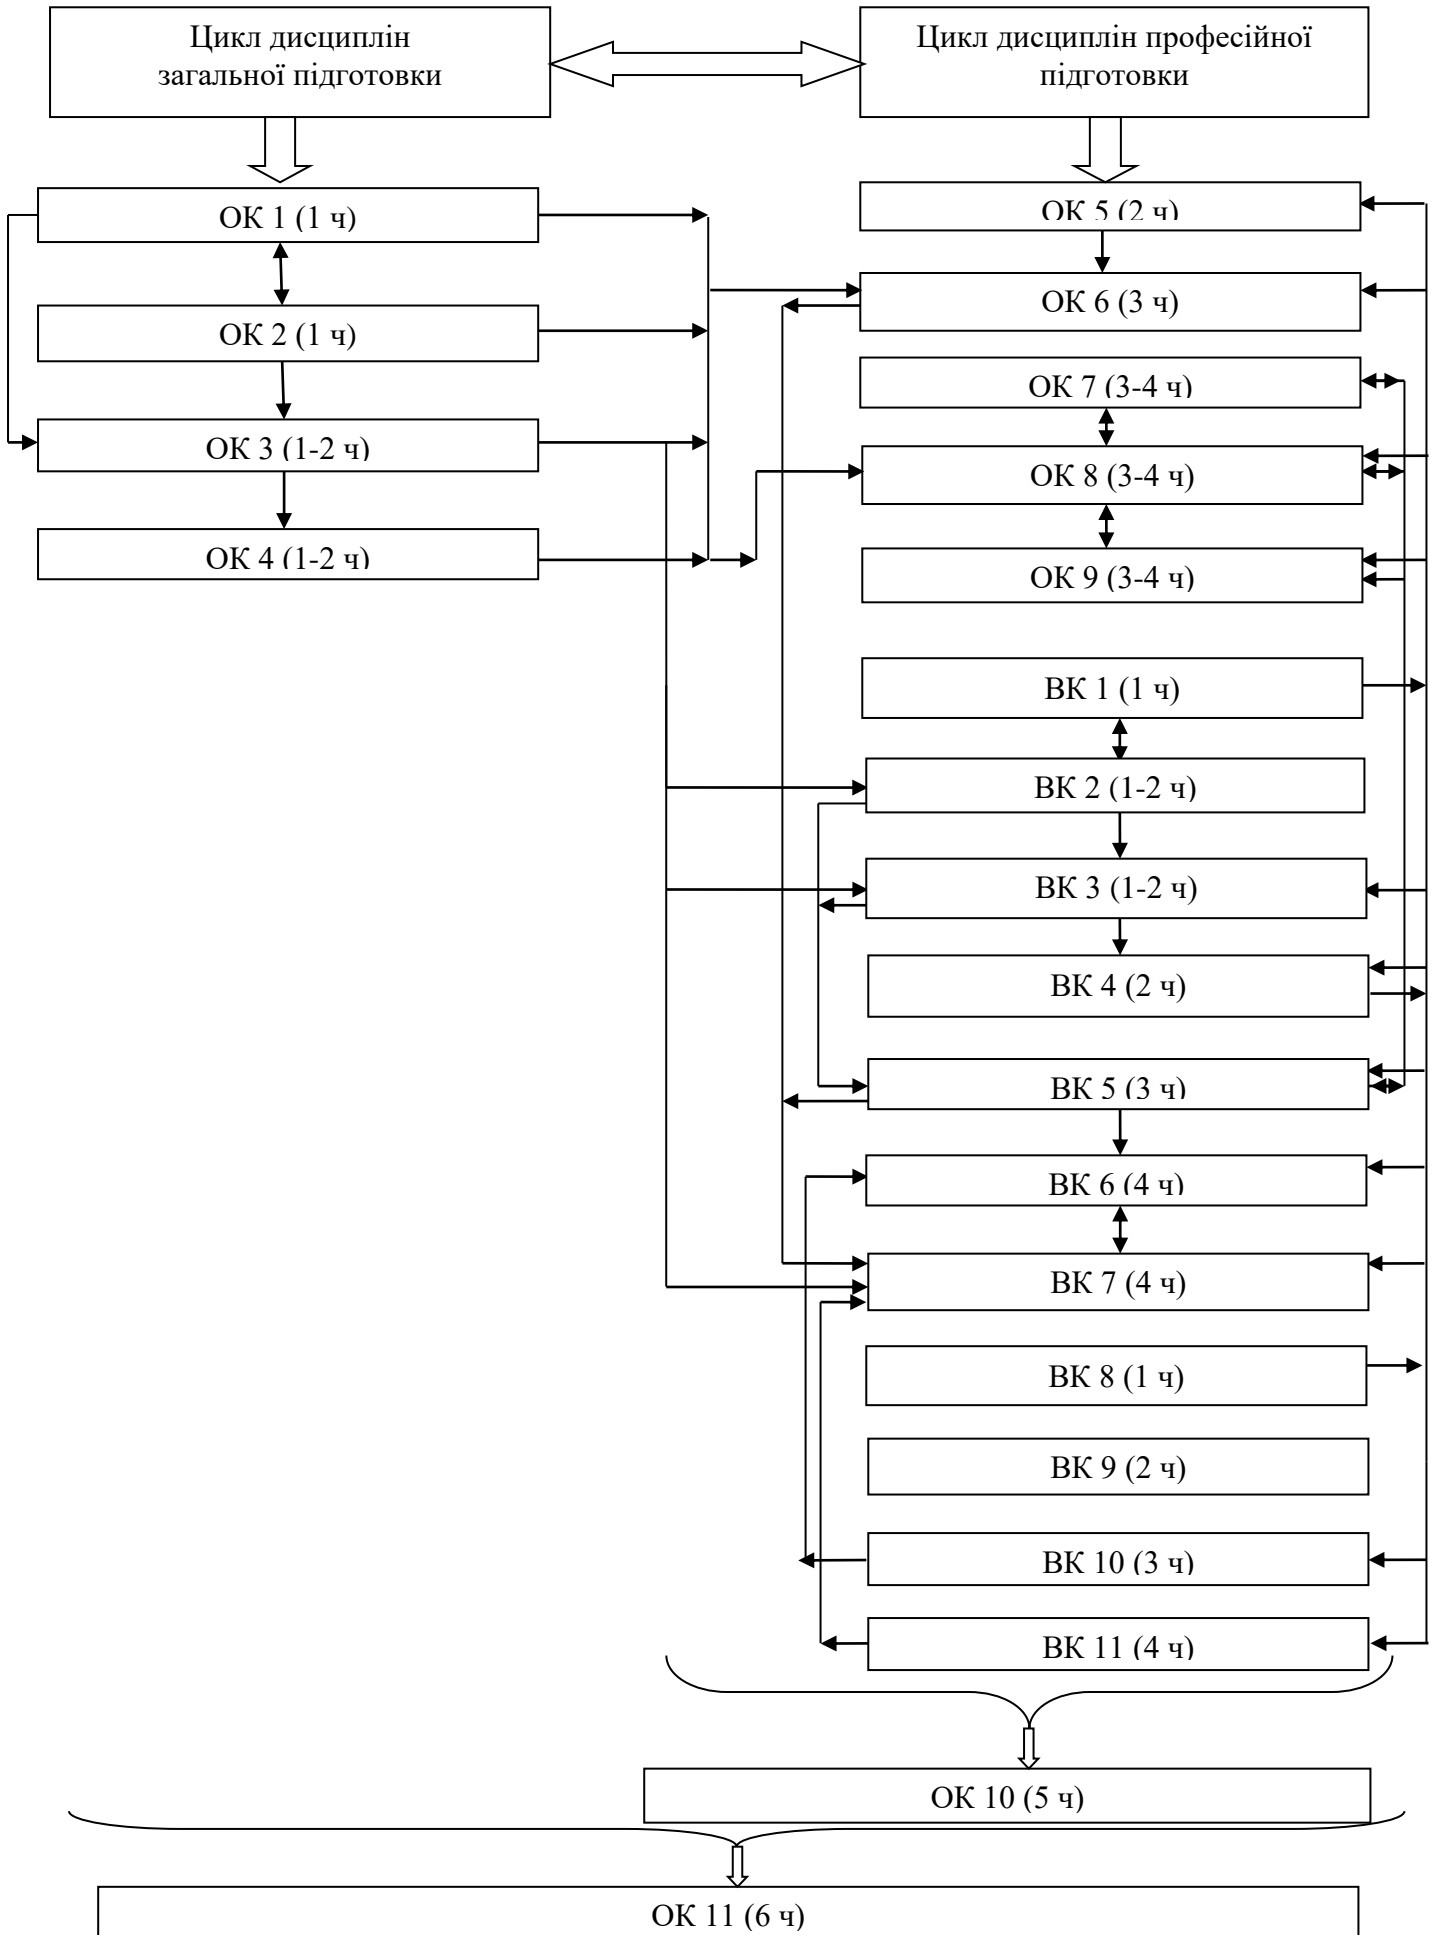 Цикл дисциплін
загальної підготовки
Цикл дисциплін професійної
підготовки
ОК 1 (1 ч)
ОК 2 (1 ч)
ОК 3 (1-2 ч)
ОК 4 (1-2 ч)
ОК 5 (2 ч)
ОК 6 (3 ч)
ОК 7 (3-4 ч)
ОК 8 (3-4 ч)
ОК 9 (3-4 ч)
ВК 1 (1 ч)
ВК 2 (1-2 ч)
ВК 3 (1-2 ч)
ВК 4 (2 ч)
ВК 5 (3 ч)
ВК 6 (4 ч)
ВК 7 (4 ч)
ВК 8 (1 ч)
ВК 9 (2 ч)
ВК 10 (3 ч)
ВК 11 (4 ч)
ОК 10 (5 ч)
ОК 11 (6 ч)